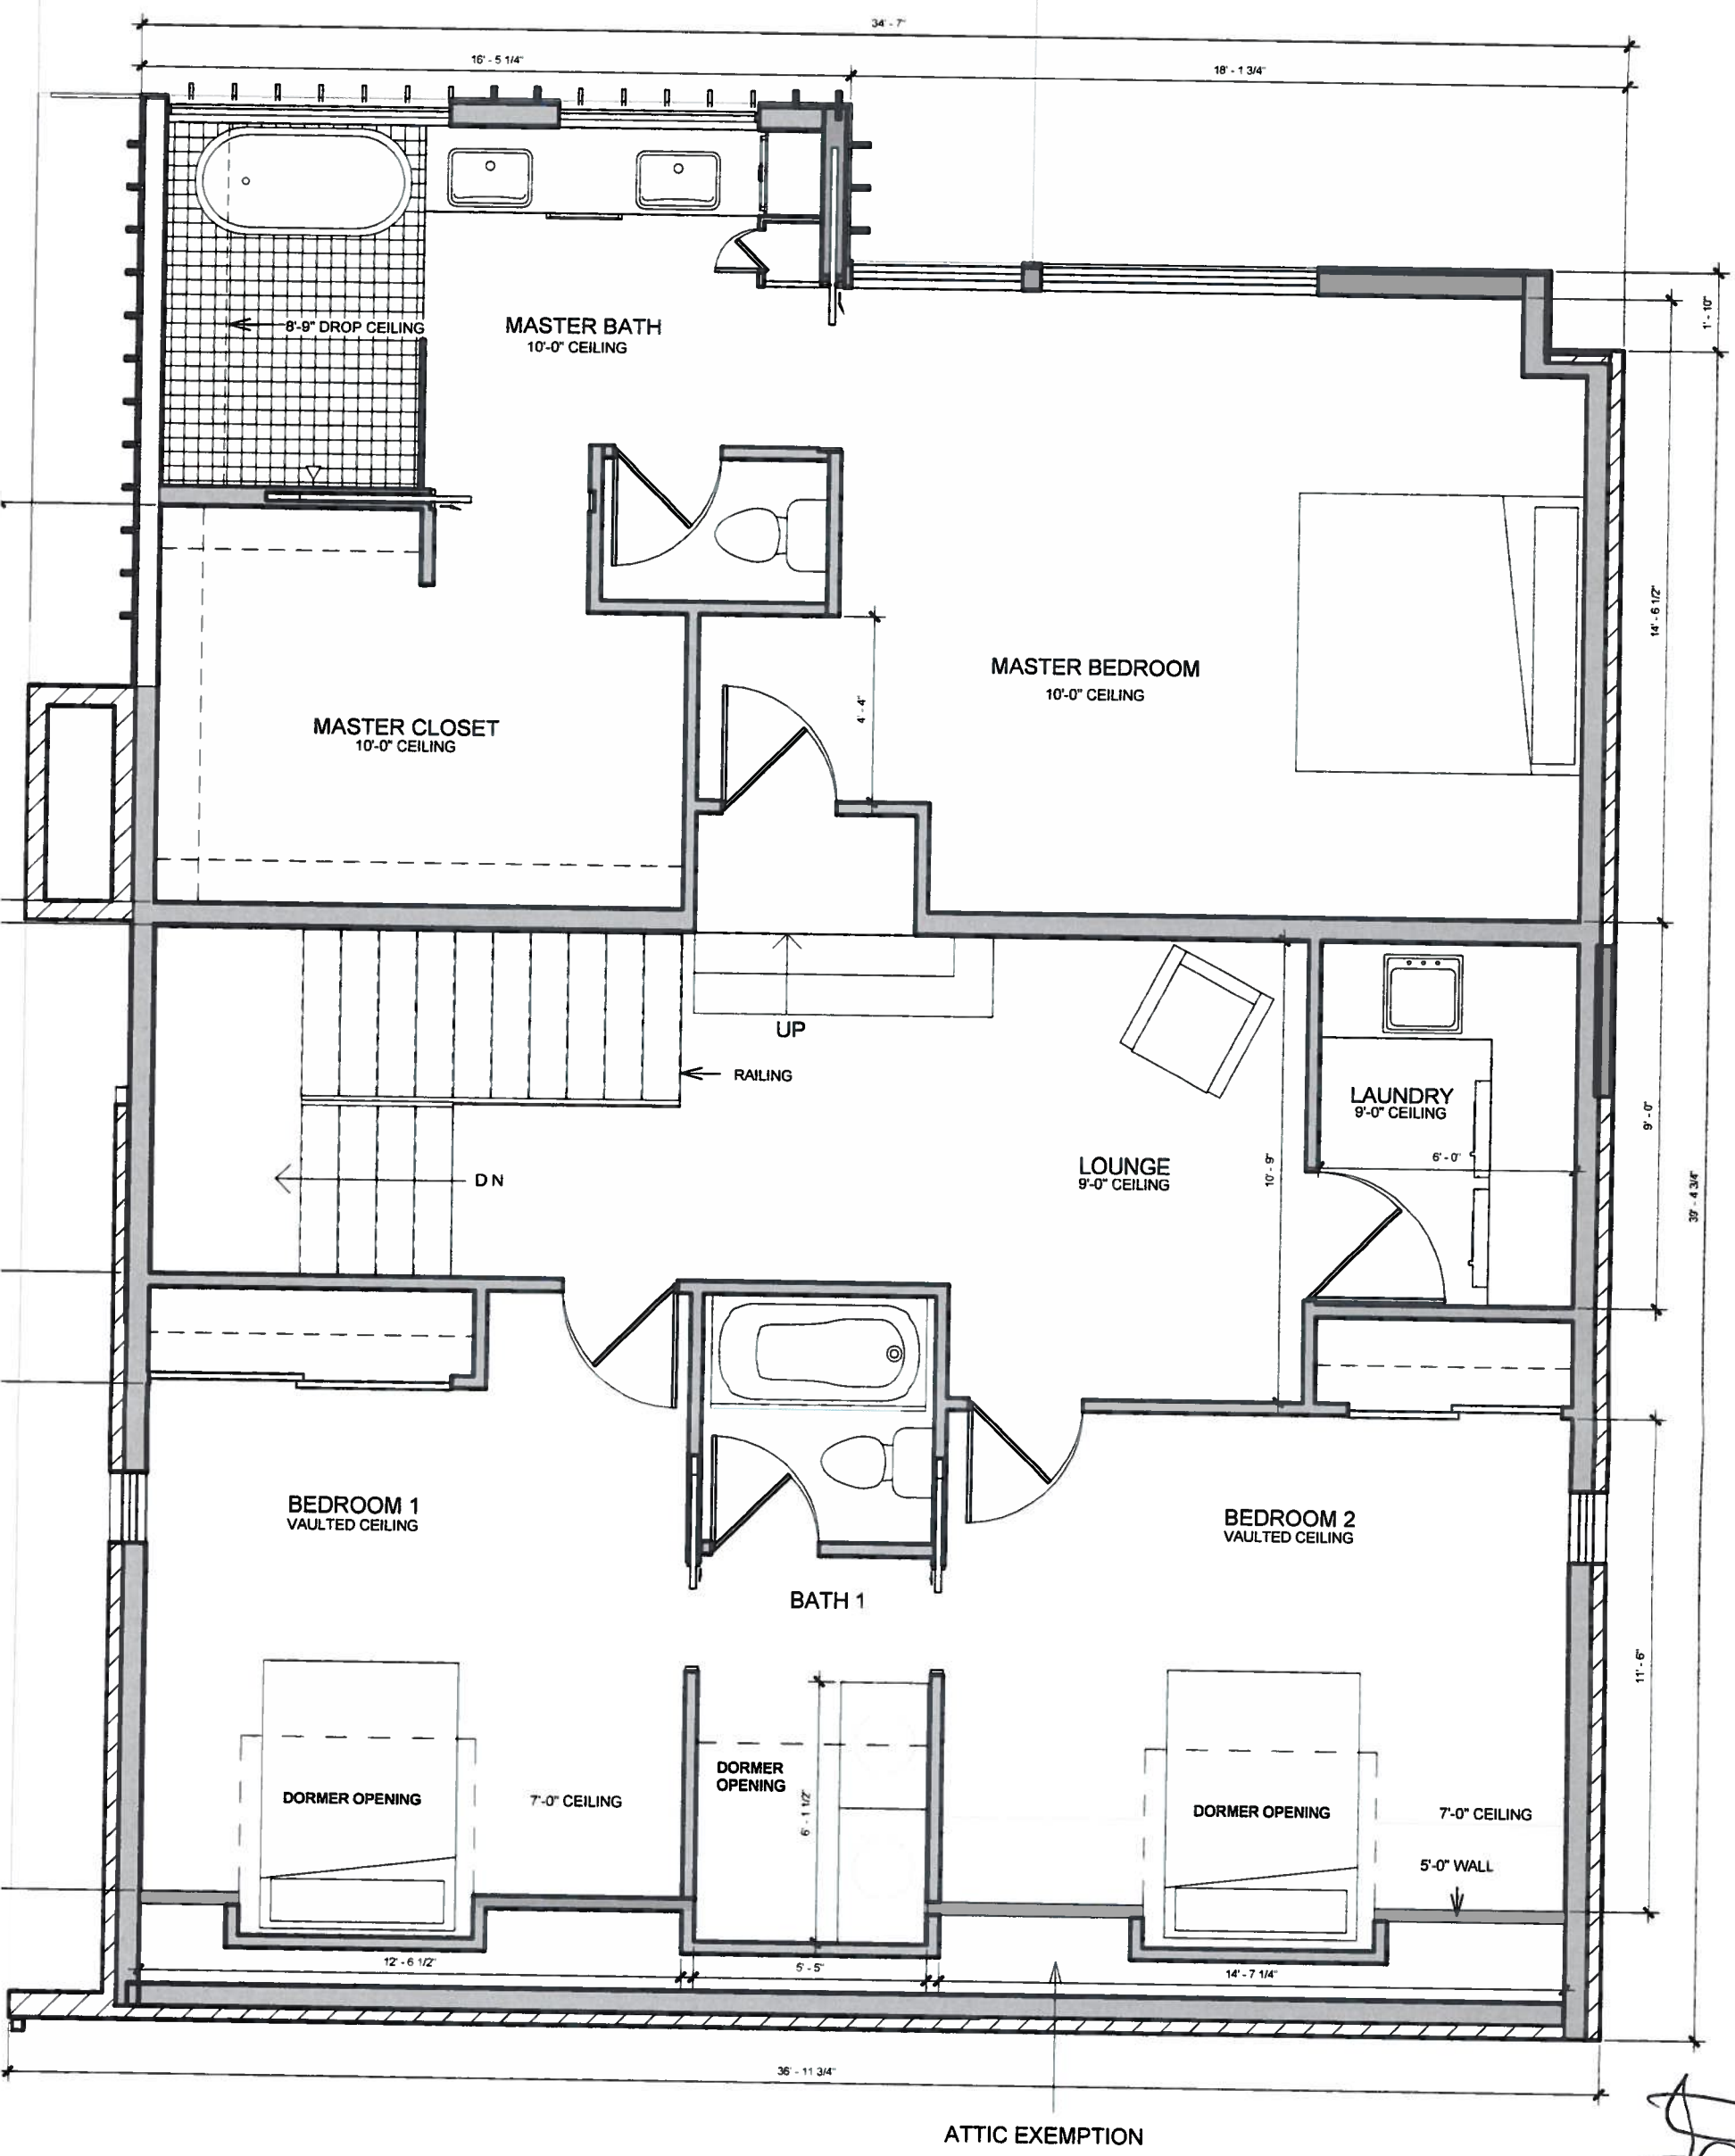 34' - 7"
16' - 5 1/4"
18' - 1 3/4"
1' - 10"
8'-9" DROP CEILING
MASTER BATH
10'-0" CEILING
14' - 6 1/2"
MASTER BEDROOM
10'-0" CEILING
4' - 4"
MASTER CLOSET
10'-0" CEILING
UP
RAILING
LAUNDRY
9'-0" CEILING
9' - 0"
6' - 0"
LOUNGE
9'-0" CEILING
10' - 9"
DN
39' - 4 3/4"
BEDROOM 1
VAULTED CEILING
BEDROOM 2
VAULTED CEILING
BATH 1
11' - 6"
DORMER
OPENING
DORMER OPENING
7'-0" CEILING
6' - 1 1/2"
DORMER OPENING
7'-0" CEILING
5'-0" WALL
12' - 6 1/2"
5' - 5"
14' - 7 1/4"
36' - 11 3/4"
ATTIC EXEMPTION